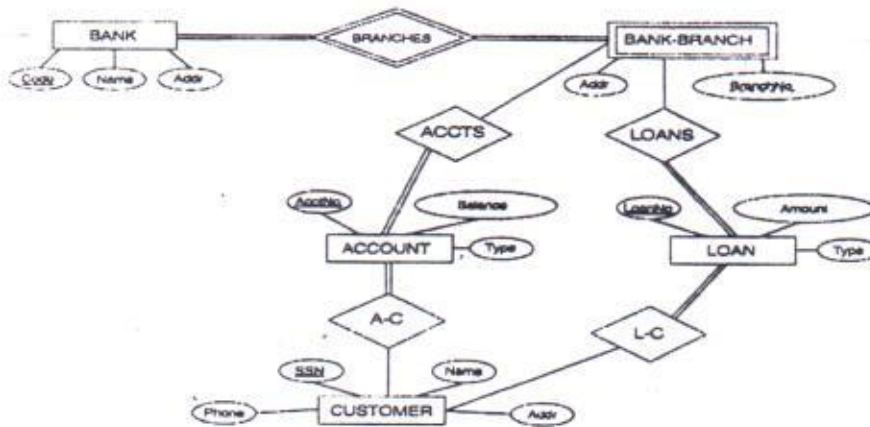 BANK
BRANCHES
BANK-BRANCH
Code Name Addr
Addr
BranchNo
ACCTS
LOANS
AcctNo
Balance
LoanNo
Amount
ACCOUNT
Type
LOAN
Type
A-C
L-C
SSN
Name
Phone
CUSTOMER
Addr